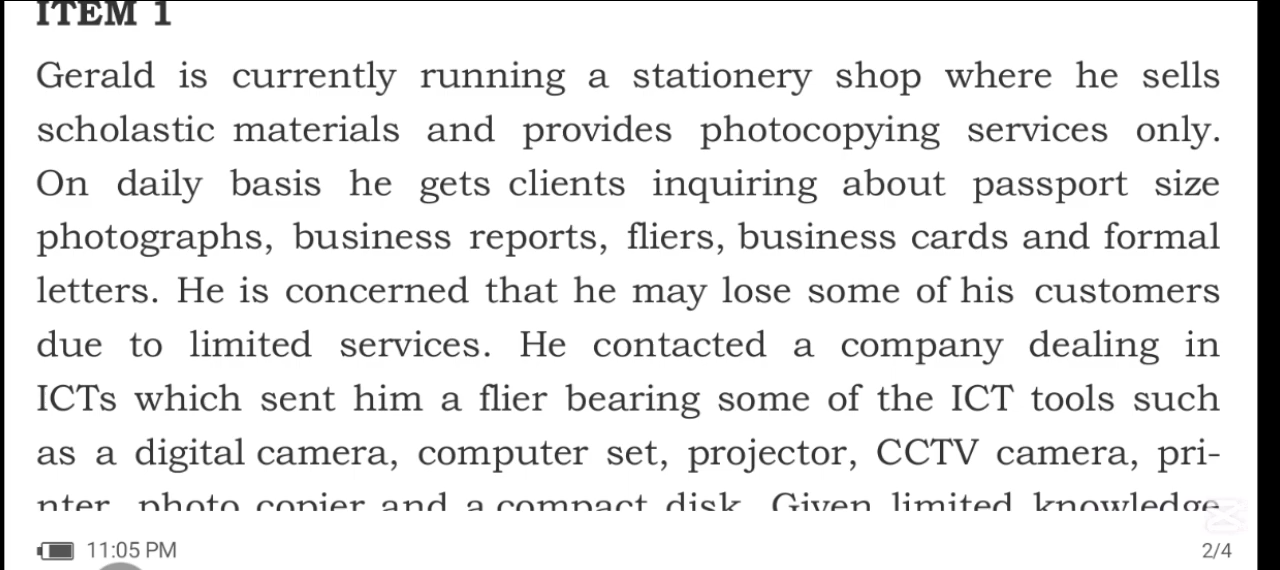 ITEM 1
Gerald is currently running a stationery shop where he sells
scholastic materials and provides photocopying services only.
On daily basis he gets clients inquiring about passport size
photographs, business reports, fliers, business cards and formal
letters. He is concerned that he may lose some of his customers
due to limited services. He contacted a company dealing in
ICTs which sent him a flier bearing some of the ICT tools such
as a digital camera, computer set, projector, CCTV camera, pri-
nter, photo copier and a compact disk. Given limited knowledge
11:05 PM
2/4